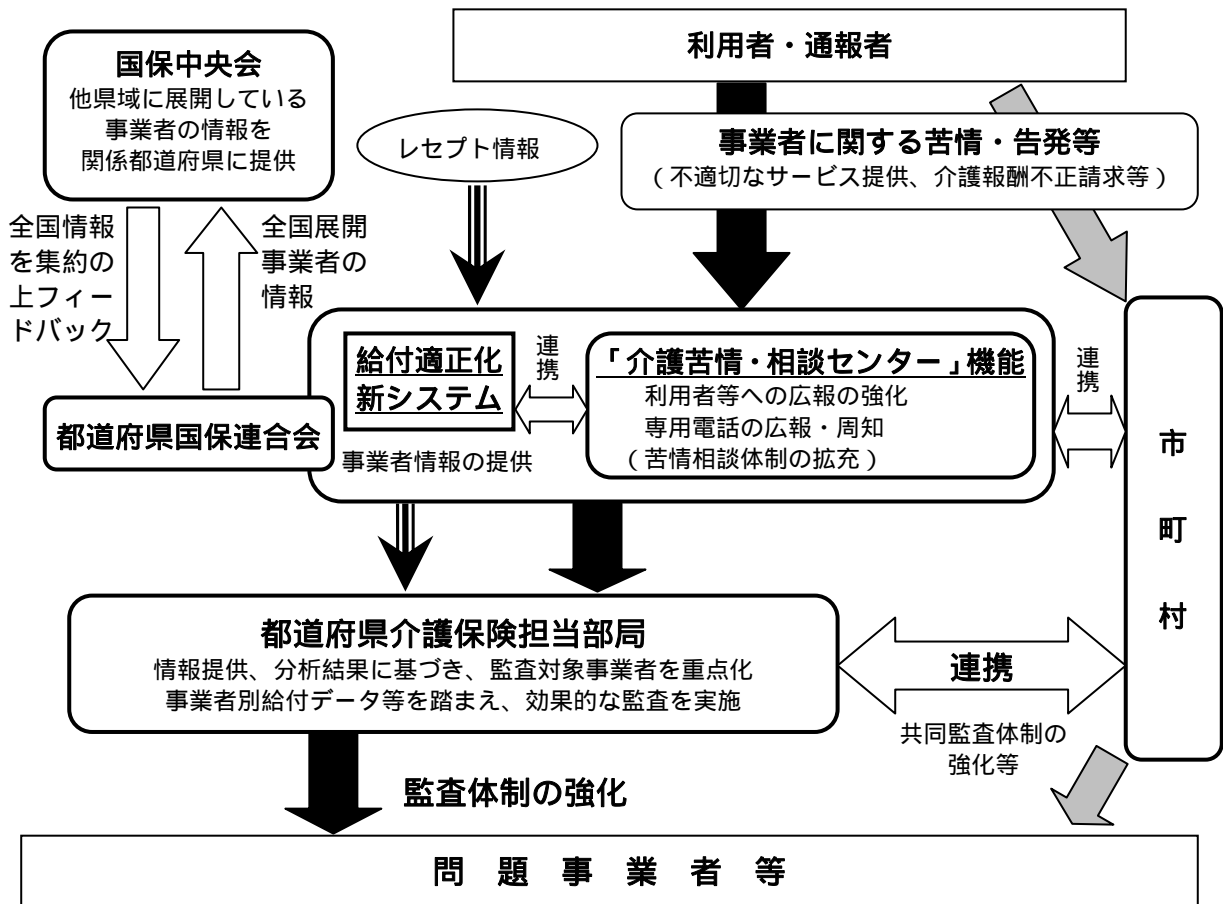 利用者・通報者
国保中央会
他県域に展開している
事業者の情報を
関係都道府県に提供
レセプト情報
事業者に関する苦情・告発等
（不適切なサービス提供、介護報酬不正請求等）
全国情報
を集約の
上フィー
ドバック
全国展開
事業者の
情報
給付適正化
新システム
連携
「介護苦情・相談センター」機能
利用者等への広報の強化
専用電話の広報・周知
（苦情相談体制の拡充）
連携
都道府県国保連合会
事業者情報の提供
市町村
都道府県介護保険担当部局
情報提供、分析結果に基づき、監査対象事業者を重点化
事業者別給付データ等を踏まえ、効果的な監査を実施
連携
共同監査体制の
強化等
監査体制の強化
問題事業者等